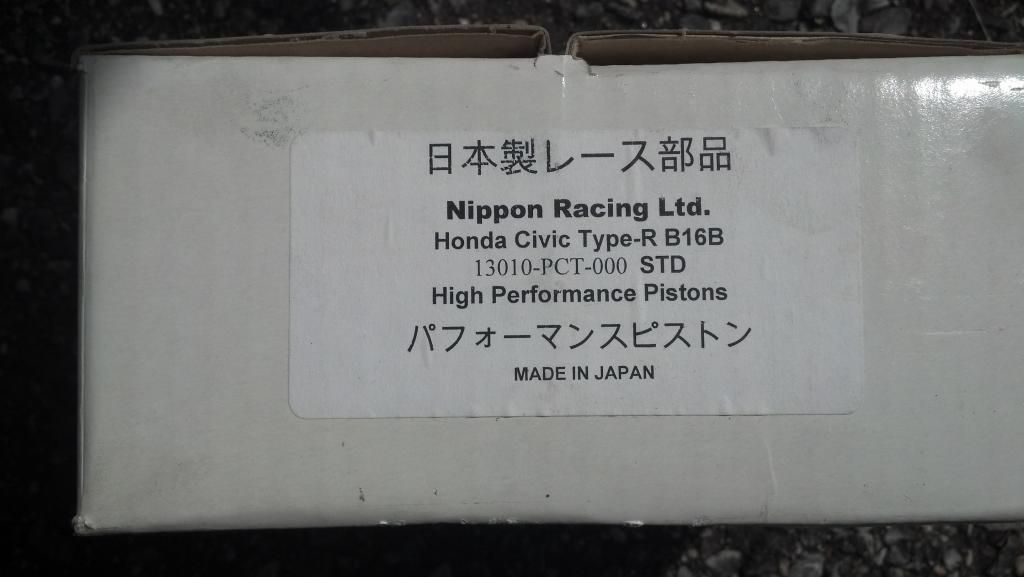 日本製レース部品
Nippon Racing Ltd.
Honda Civic Type-R B16B
13010-PCT-000 STD
High Performance Pistons
パフォーマンスピストン
MADE IN JAPAN